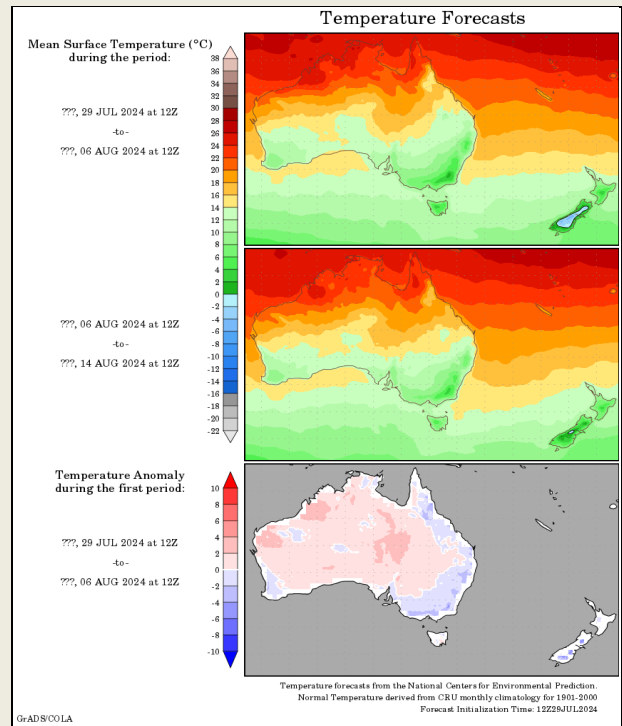 Temperature Forecasts
Mean Surface Temperature (°C)
during the period:
???, 29 JUL 2024 at 12Z
-to-
???, 06 AUG 2024 at 12Z
38
36
34
32
30
28
26
24
22
20
18
16
14
12
10
8
6
4
2
0
-2
-4
-6
-8
-10
-12
-14
-16
-18
-20
-22
???, 06 AUG 2024 at 12Z
-to-
???, 14 AUG 2024 at 12Z
Temperature Anomaly
during the first period:
???, 29 JUL 2024 at 12Z
-to-
???, 06 AUG 2024 at 12Z
10
8
6
4
2
0
-2
-4
-6
-8
-10
Temperature forecasts from the National Centers for Environmental Prediction.
Normal Temperature derived from CRU monthly climatology for 1901-2000
Forecast Initialization Time: 12Z29JUL2024
GrADS/COLA